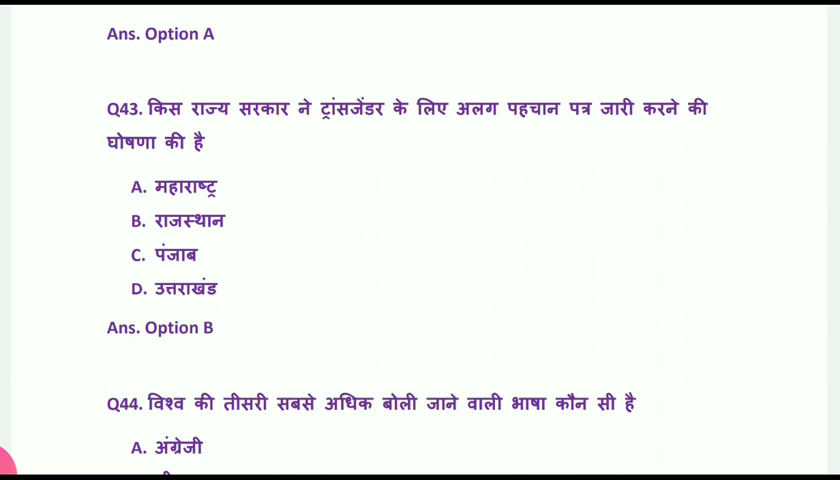 Ans. Option A
Q43. किस राज्य सरकार ने ट्रांसजेंडर के लिए अलग पहचान पत्र जारी करने की
घोषणा की है
A. महाराष्ट्र
B. राजस्थान
C. पंजाब
D. उत्तराखंड
Ans. Option B
Q44. विश्व की तीसरी सबसे अधिक बोली जाने वाली भाषा कौन सी है
A. अंग्रेजी